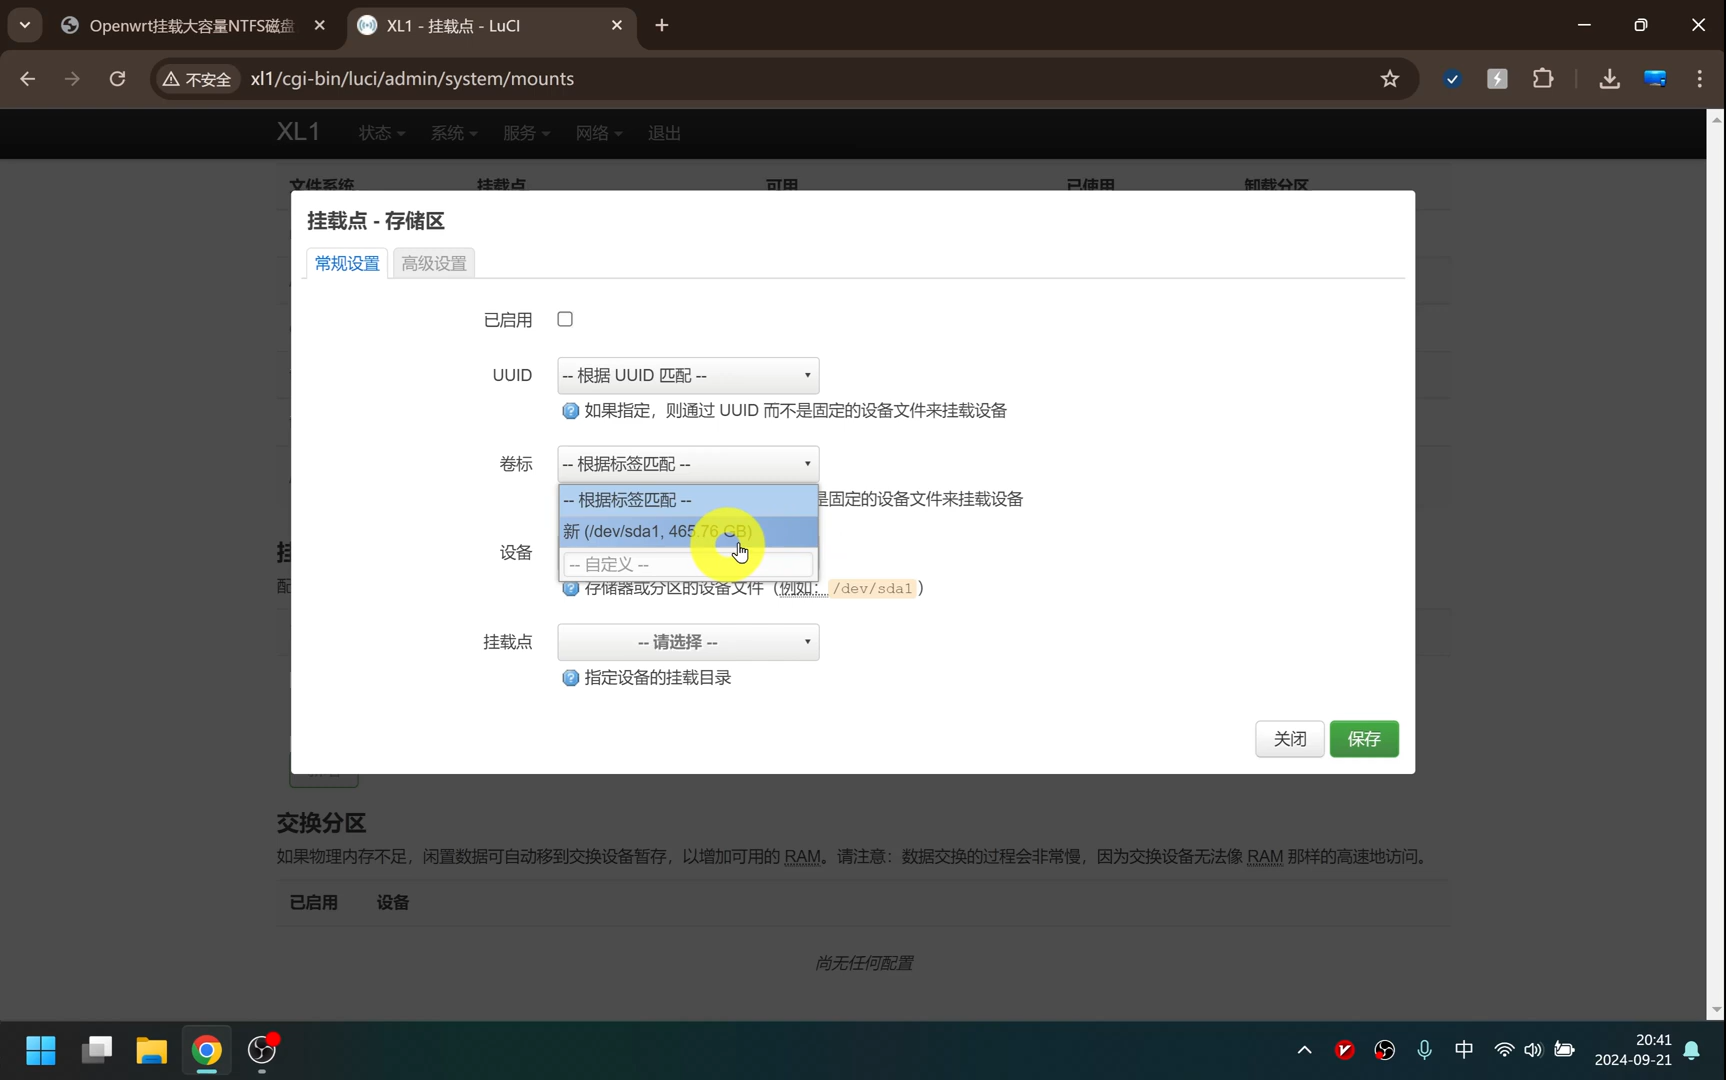 Openwrt挂载大容量NTFS磁盘
XL1 - 挂载点 - LuCI
不安全
xl1/cgi-bin/luci/admin/system/mounts
XL1 状态 系统 服务 网络 退出
文件系统 挂载点 可用 已使用 卸载分区
挂载点 - 存储区
常规设置 高级设置
已启用
UUID -- 根据 UUID 匹配 --
如果指定，则通过 UUID 而不是固定的设备文件来挂载设备
卷标 -- 根据标签匹配 --
-- 根据标签匹配 -- 是固定的设备文件来挂载设备
新 (/dev/sda1, 465.76 GB)
设备
-- 自定义 --
存储器或分区的设备文件（例如：/dev/sda1）
挂载点 -- 请选择 --
指定设备的挂载目录
关闭 保存
交换分区
如果物理内存不足，闲置数据可自动移到交换设备暂存，以增加可用的 RAM。请注意：数据交换的过程会非常慢，因为交换设备无法像 RAM 那样的高速地访问。
已启用 设备
尚无任何配置
中
20:41
2024-09-21